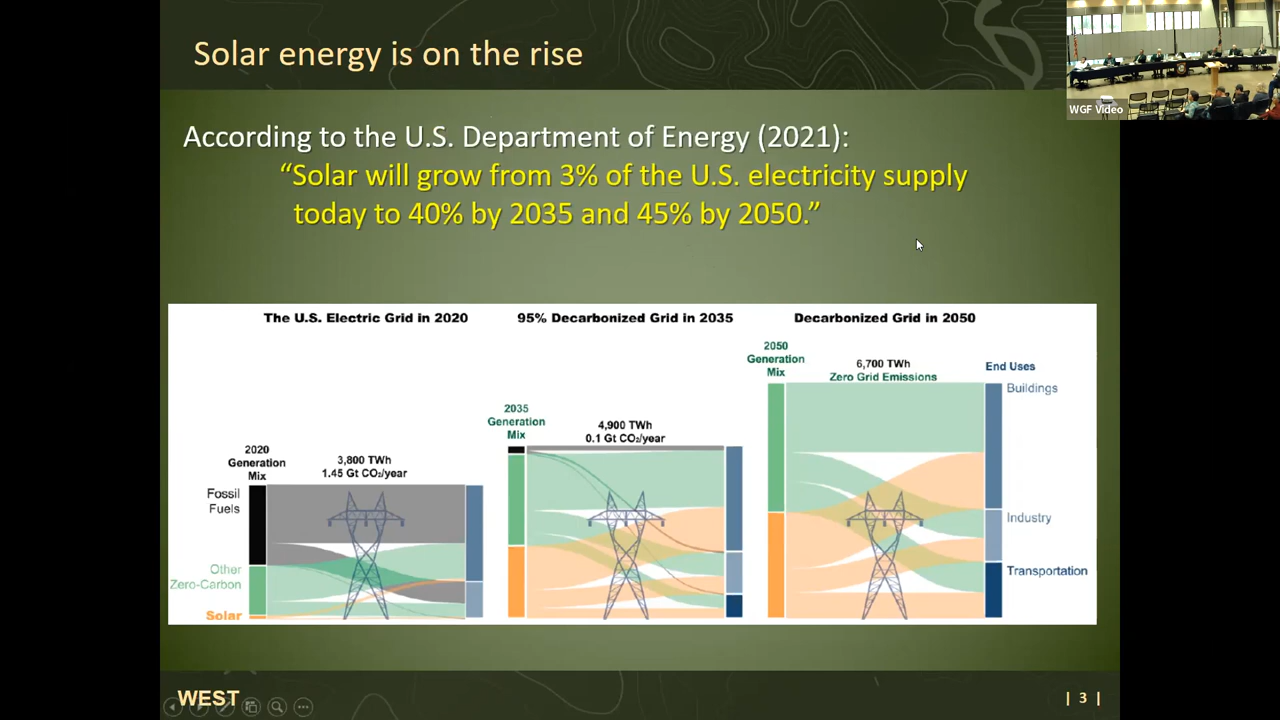 Solar energy is on the rise
WGF Video
According to the U.S. Department of Energy (2021):
“Solar will grow from 3% of the U.S. electricity supply
today to 40% by 2035 and 45% by 2050.”
The U.S. Electric Grid in 2020
95% Decarbonized Grid in 2035
Decarbonized Grid in 2050
2020
Generation
Mix
3,800 TWh
1.45 Gt CO₂/year
Fossil
Fuels
Other
Zero-Carbon
Solar
2035
Generation
Mix
4,900 TWh
0.1 Gt CO₂/year
2050
Generation
Mix
6,700 TWh
Zero Grid Emissions
End Uses
Buildings
Industry
Transportation
WEST
| 3 |